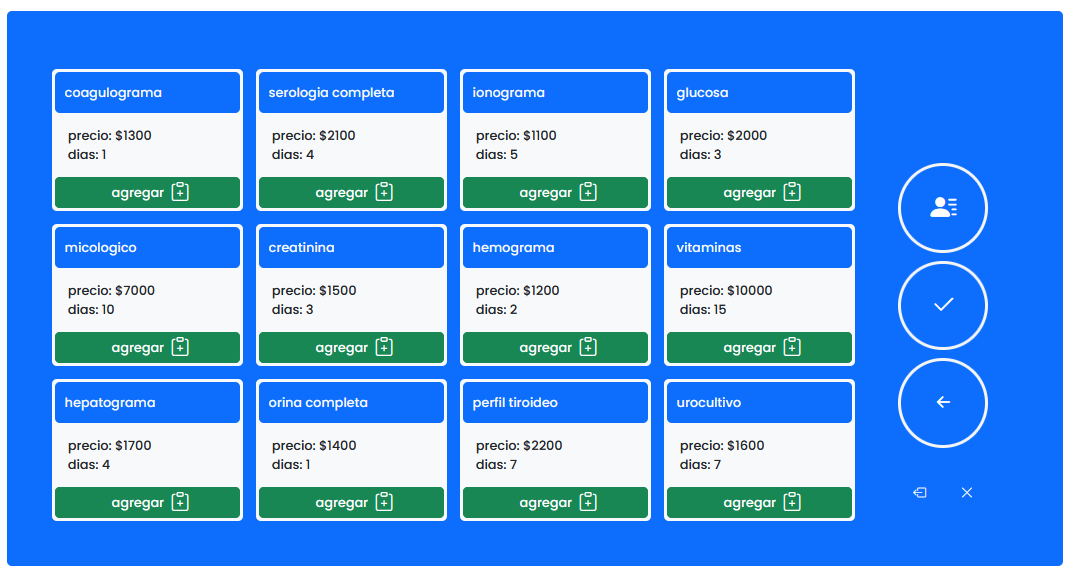 coagulograma
precio: $1300
dias: 1
agregar
serologia completa
precio: $2100
dias: 4
agregar
ionograma
precio: $1100
dias: 5
agregar
glucosa
precio: $2000
dias: 3
agregar
micologico
precio: $7000
dias: 10
agregar
creatinina
precio: $1500
dias: 3
agregar
hemograma
precio: $1200
dias: 2
agregar
vitaminas
precio: $10000
dias: 15
agregar
hepatograma
precio: $1700
dias: 4
agregar
orina completa
precio: $1400
dias: 1
agregar
perfil tiroideo
precio: $2200
dias: 7
agregar
urocultivo
precio: $1600
dias: 7
agregar